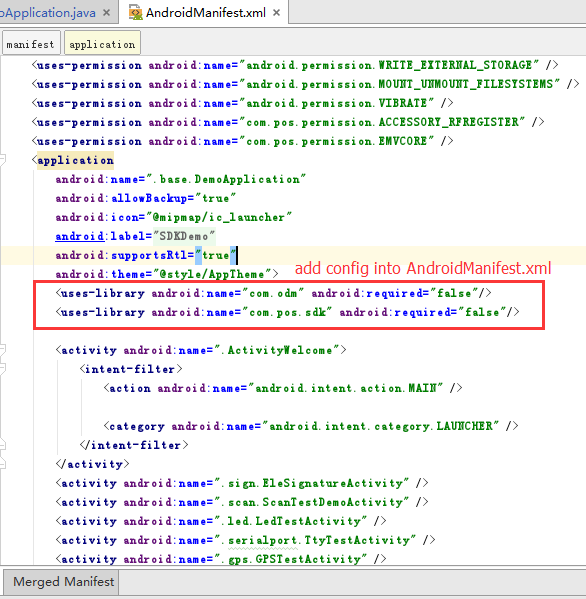 oApplication.java × AndroidManifest.xml ×
manifest application
<uses-permission android:name="android.permission.WRITE_EXTERNAL_STORAGE" />
<uses-permission android:name="android.permission.MOUNT_UNMOUNT_FILESYSTEMS" />
<uses-permission android:name="android.permission.VIBRATE" />
<uses-permission android:name="com.pos.permission.ACCESSORY_RFREGISTER" />
<uses-permission android:name="com.pos.permission.EMVCORE" />
<application
android:name=".base.DemoApplication"
android:allowBackup="true"
android:icon="@mipmap/ic_launcher"
android:label="SDKDemo"
android:supportsRtl="true"
android:theme="@style/AppTheme">
add config into AndroidManifest.xml
<uses-library android:name="com.odm" android:required="false"/>
<uses-library android:name="com.pos.sdk" android:required="false"/>
<activity android:name=".ActivityWelcome">
<intent-filter>
<action android:name="android.intent.action.MAIN" />
<category android:name="android.intent.category.LAUNCHER" />
</intent-filter>
</activity>
<activity android:name=".sign.EleSignatureActivity" />
<activity android:name=".scan.ScanTestDemoActivity" />
<activity android:name=".led.LedTestActivity" />
<activity android:name=".serialport.TtyTestActivity" />
<activity android:name=".gps.GPSTestActivity" />
Merged Manifest